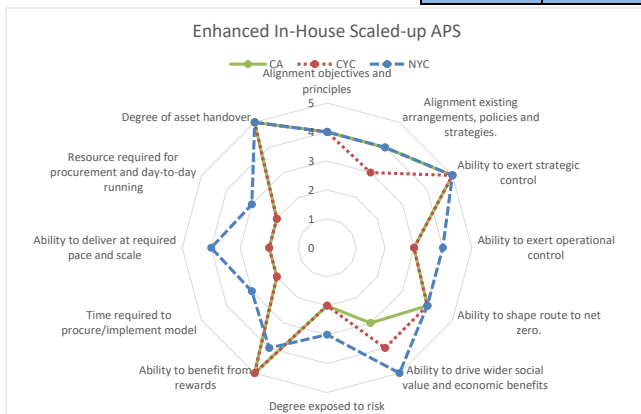 Enhanced In-House Scaled-up APS
CA CYC NYC
Alignment objectives and
principles
Alignment existing
arrangements, policies and
strategies.
Ability to exert strategic
control
Ability to exert operational
control
Ability to shape route to net
zero.
Ability to drive wider social
value and economic benefits
Degree exposed to risk
Ability to benefit from
rewards
Time required to
procure/implement model
Ability to deliver at required
pace and scale
Resource required for
procurement and day-to-day
running
Degree of asset handover
5
4
3
2
1
0